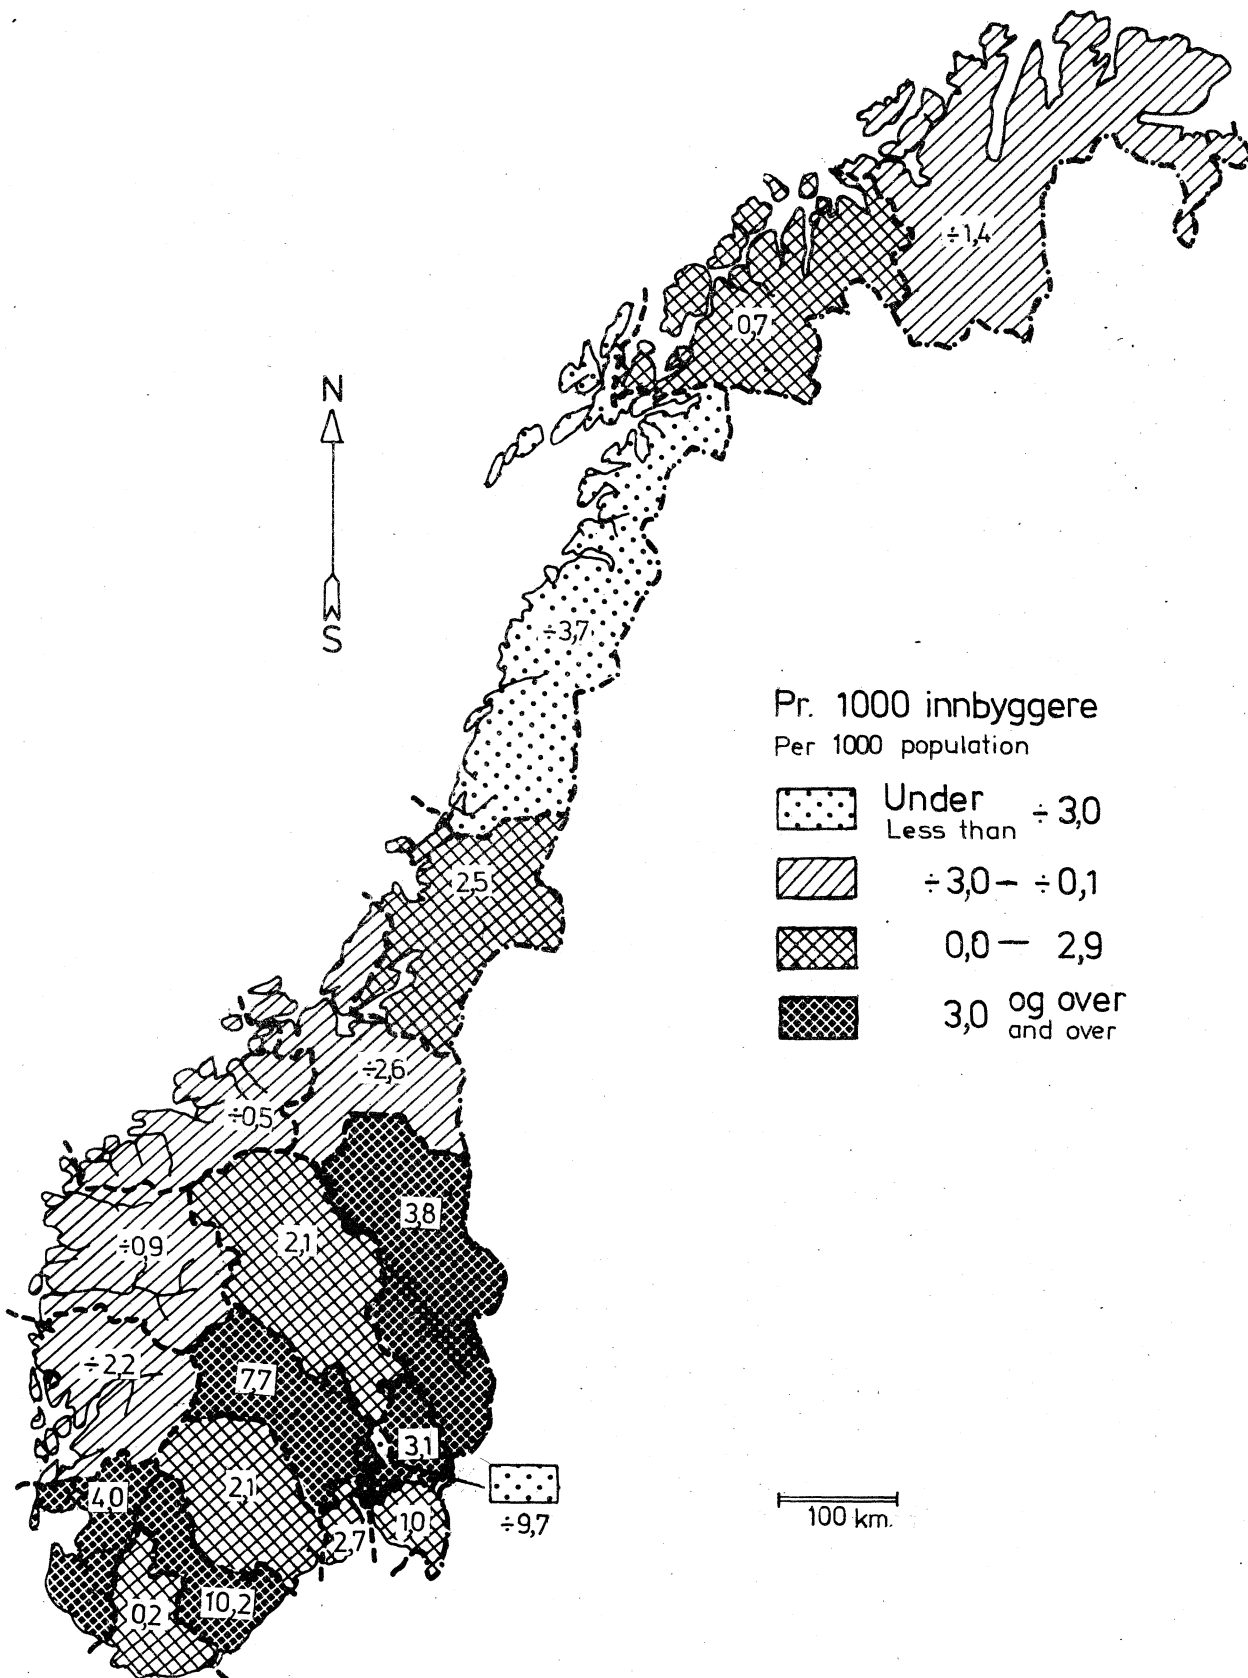 ÷1,4
0,7
N
S
÷3,7
Pr. 1000 innbyggere
Per 1000 population
Under ÷ 3,0
Less than
÷ 3,0 — ÷ 0,1
0,0 — 2,9
3,0 og over
and over
2,5
÷2,6
÷0,5
3,8
÷0,9
2,1
÷2,2
7,7
3,1
4,0
2,1
÷9,7
2,7
1,0
100 km.
10,2
0,2